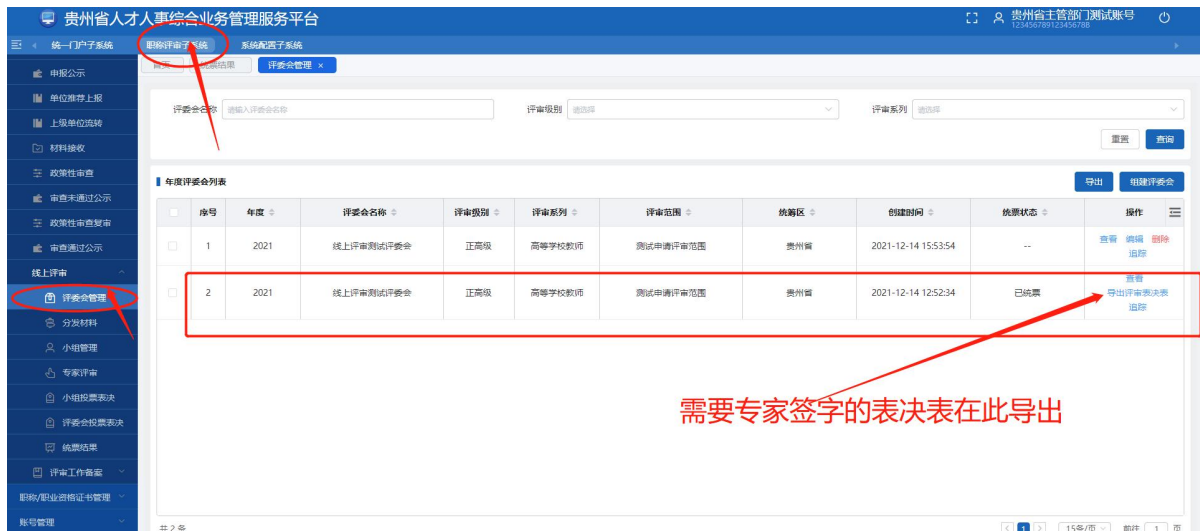 贵州省人才人事综合业务管理服务平台
贵州省主管部门测试账号
123456789123456788
统一门户子系统 职称评审子系统 系统配置子系统
首页 统票结果 评委会管理 ×
申报公示
单位推荐上报
上级单位流转
材料接收
政策性审查
审查未通过公示
政策性审查复审
审查通过公示
线上评审
评委会管理
分发材料
小组管理
专家评审
小组投票表决
评委会投票表决
统票结果
评审工作备案
职称/职业资格证书管理
账号管理
评委会名称 请输入评委会名称 评审级别 请选择 评审系列 请选择
重置 查询
年度评委会列表 导出 组建评委会
序号 年度 评委会名称 评审级别 评审系列 评审范围 统筹区 创建时间 统票状态 操作
1 2021 线上评审测试评委会 正高级 高等学校教师 测试申请评审范围 贵州省 2021-12-14 15:53:54 -- 查看 编辑 删除
追踪
查看
2 2021 线上评审测试评委会 正高级 高等学校教师 测试申请评审范围 贵州省 2021-12-14 12:52:34 已统票 导出评审表决表
追踪
需要专家签字的表决表在此导出
共 2 条 1 15条/页 前往 1 页